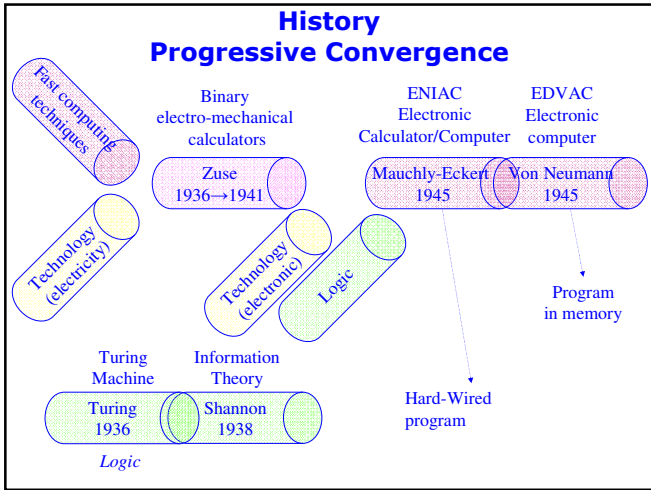 History
Progressive Convergence
Fast computing
techniques
Binary
electro-mechanical
calculators
Zuse
1936→1941
ENIAC
Electronic
Calculator/Computer
Mauchly-Eckert
1945
EDVAC
Electronic
computer
Von Neumann
1945
Technology
(electricity)
Technology
(electronic)
Logic
Program
in memory
Hard-Wired
program
Turing
Machine
Turing
1936
Logic
Information
Theory
Shannon
1938